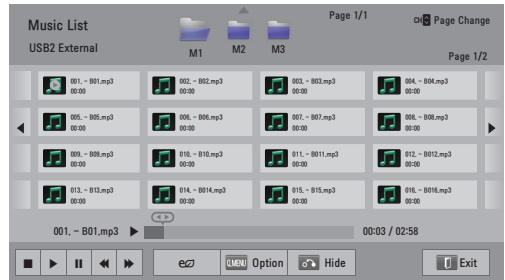 Music List
Page 1/1
CH Page Change
USB2 External
M1
M2
M3
Page 1/2
001. - B01.mp3
00:00
002. - B02.mp3
00:00
003. - B03.mp3
00:00
004. - B04.mp3
00:00
005. - B05.mp3
00:00
006. - B06.mp3
00:00
007. - B07.mp3
00:00
008. - B08.mp3
00:00
009. - B09.mp3
00:00
010. - B10.mp3
00:00
011. - B011.mp3
00:00
012. - B012.mp3
00:00
013. - B13.mp3
00:00
014. - B014.mp3
00:00
015. - B15.mp3
00:00
016. - B016.mp3
00:00
001. - B01.mp3
00:03 / 02:58
Q.MENU Option
Hide
Exit